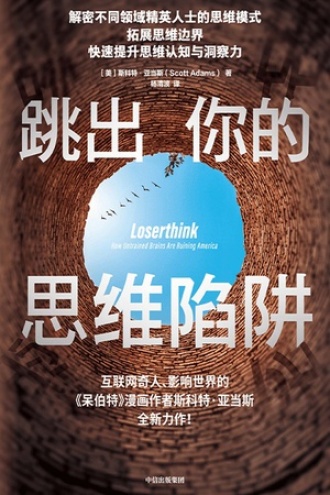 解密不同领域精英人士的思维模式
拓展思维边界
快速提升思维认知与洞察力
[美]斯科特·亚当斯(Scott Adams) 著
杨清波 译
跳出 你的
Loserthink
How Untrained Brains Are Ruining America
思维陷阱
互联网奇人、影响世界的
《呆伯特》漫画作者斯科特·亚当斯
全新力作!
中信出版集团